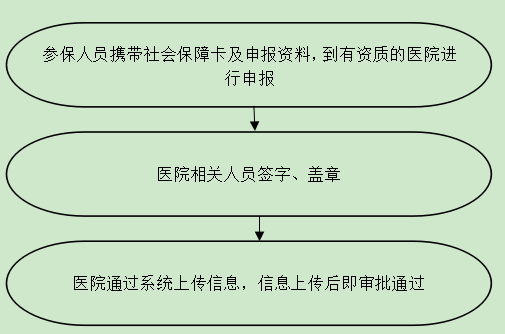 参保人员携带社会保障卡及申报资料，到有资质的医院进
行申报
医院相关人员签字、盖章
医院通过系统上传信息，信息上传后即审批通过